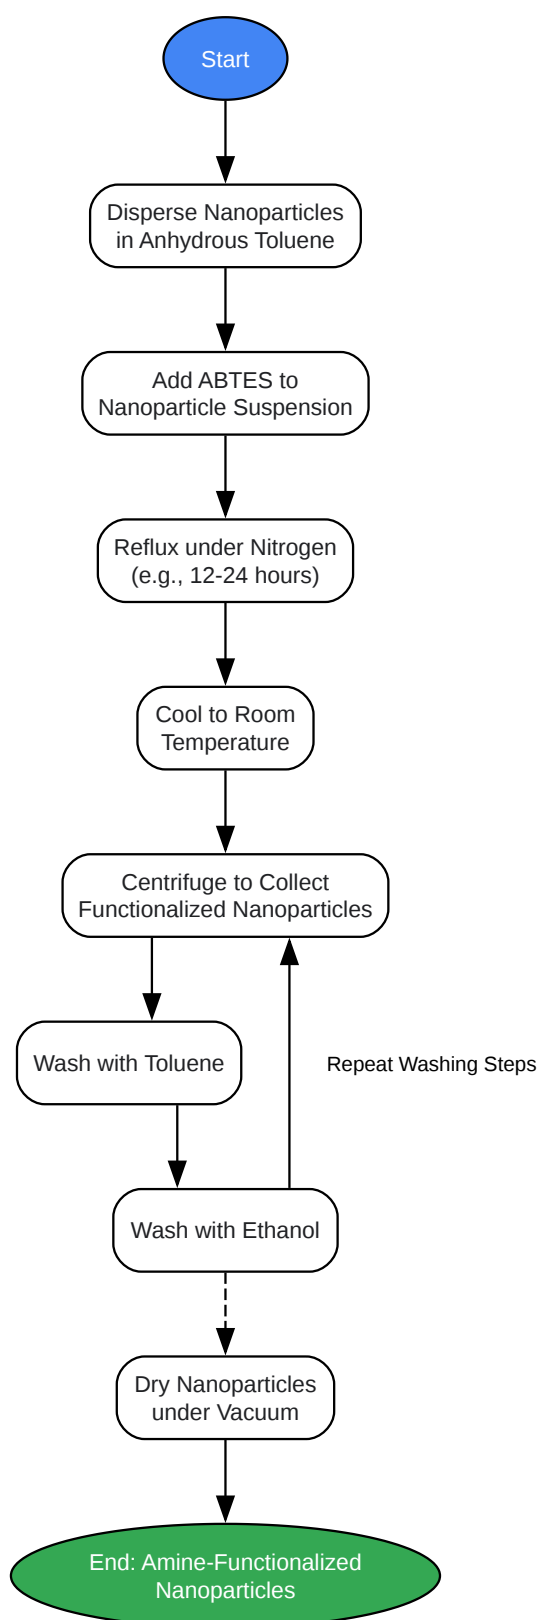 Start
Disperse Nanoparticles
in Anhydrous Toluene
Add ABTES to
Nanoparticle Suspension
Reflux under Nitrogen
(e.g., 12-24 hours)
Cool to Room
Temperature
Centrifuge to Collect
Functionalized Nanoparticles
Wash with Toluene
Repeat Washing Steps
Wash with Ethanol
Dry Nanoparticles
under Vacuum
End: Amine-Functionalized
Nanoparticles